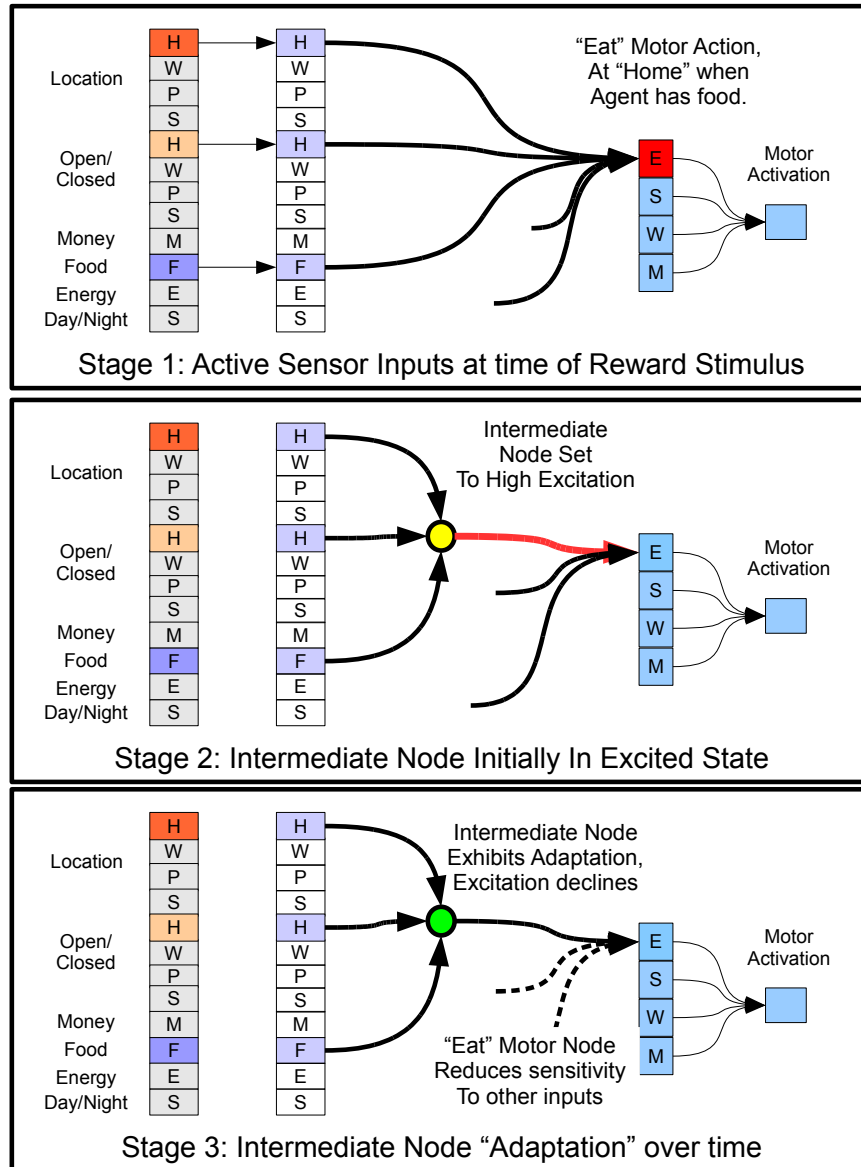 H H
Location W W
P P
S S
“Eat” Motor Action,
At “Home” when
Agent has food.
H H
Open/
Closed
W W
P P
S S
Money M M
Food F F
Energy E E
Day/Night S S
E
S
W
M
Motor
Activation
Stage 1: Active Sensor Inputs at time of Reward Stimulus
H H
Location W W
P P
S S
Intermediate
Node Set
To High Excitation
H H
Open/
Closed
W W
P P
S S
Money M M
Food F F
Energy E E
Day/Night S S
E
S
W
M
Motor
Activation
Stage 2: Intermediate Node Initially In Excited State
H H
Location W W
P P
S S
Intermediate Node
Exhibits Adaptation,
Excitation declines
H H
Open/
Closed
W W
P P
S S
Money M M
Food F F
Energy E E
Day/Night S S
E
S
W
M
Motor
Activation
“Eat” Motor Node
Reduces sensitivity
To other inputs
Stage 3: Intermediate Node “Adaptation” over time